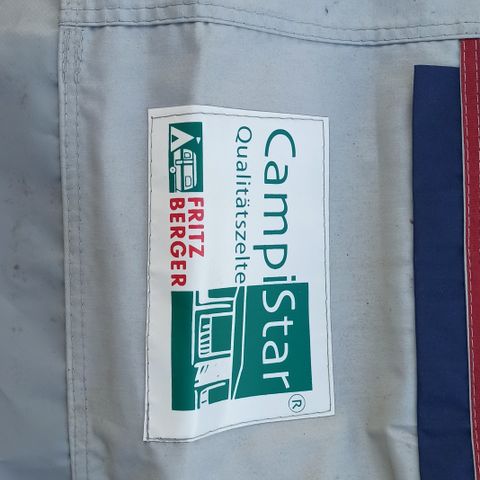 CampiStar®
Qualitätszelte
FRITZ
BERGER